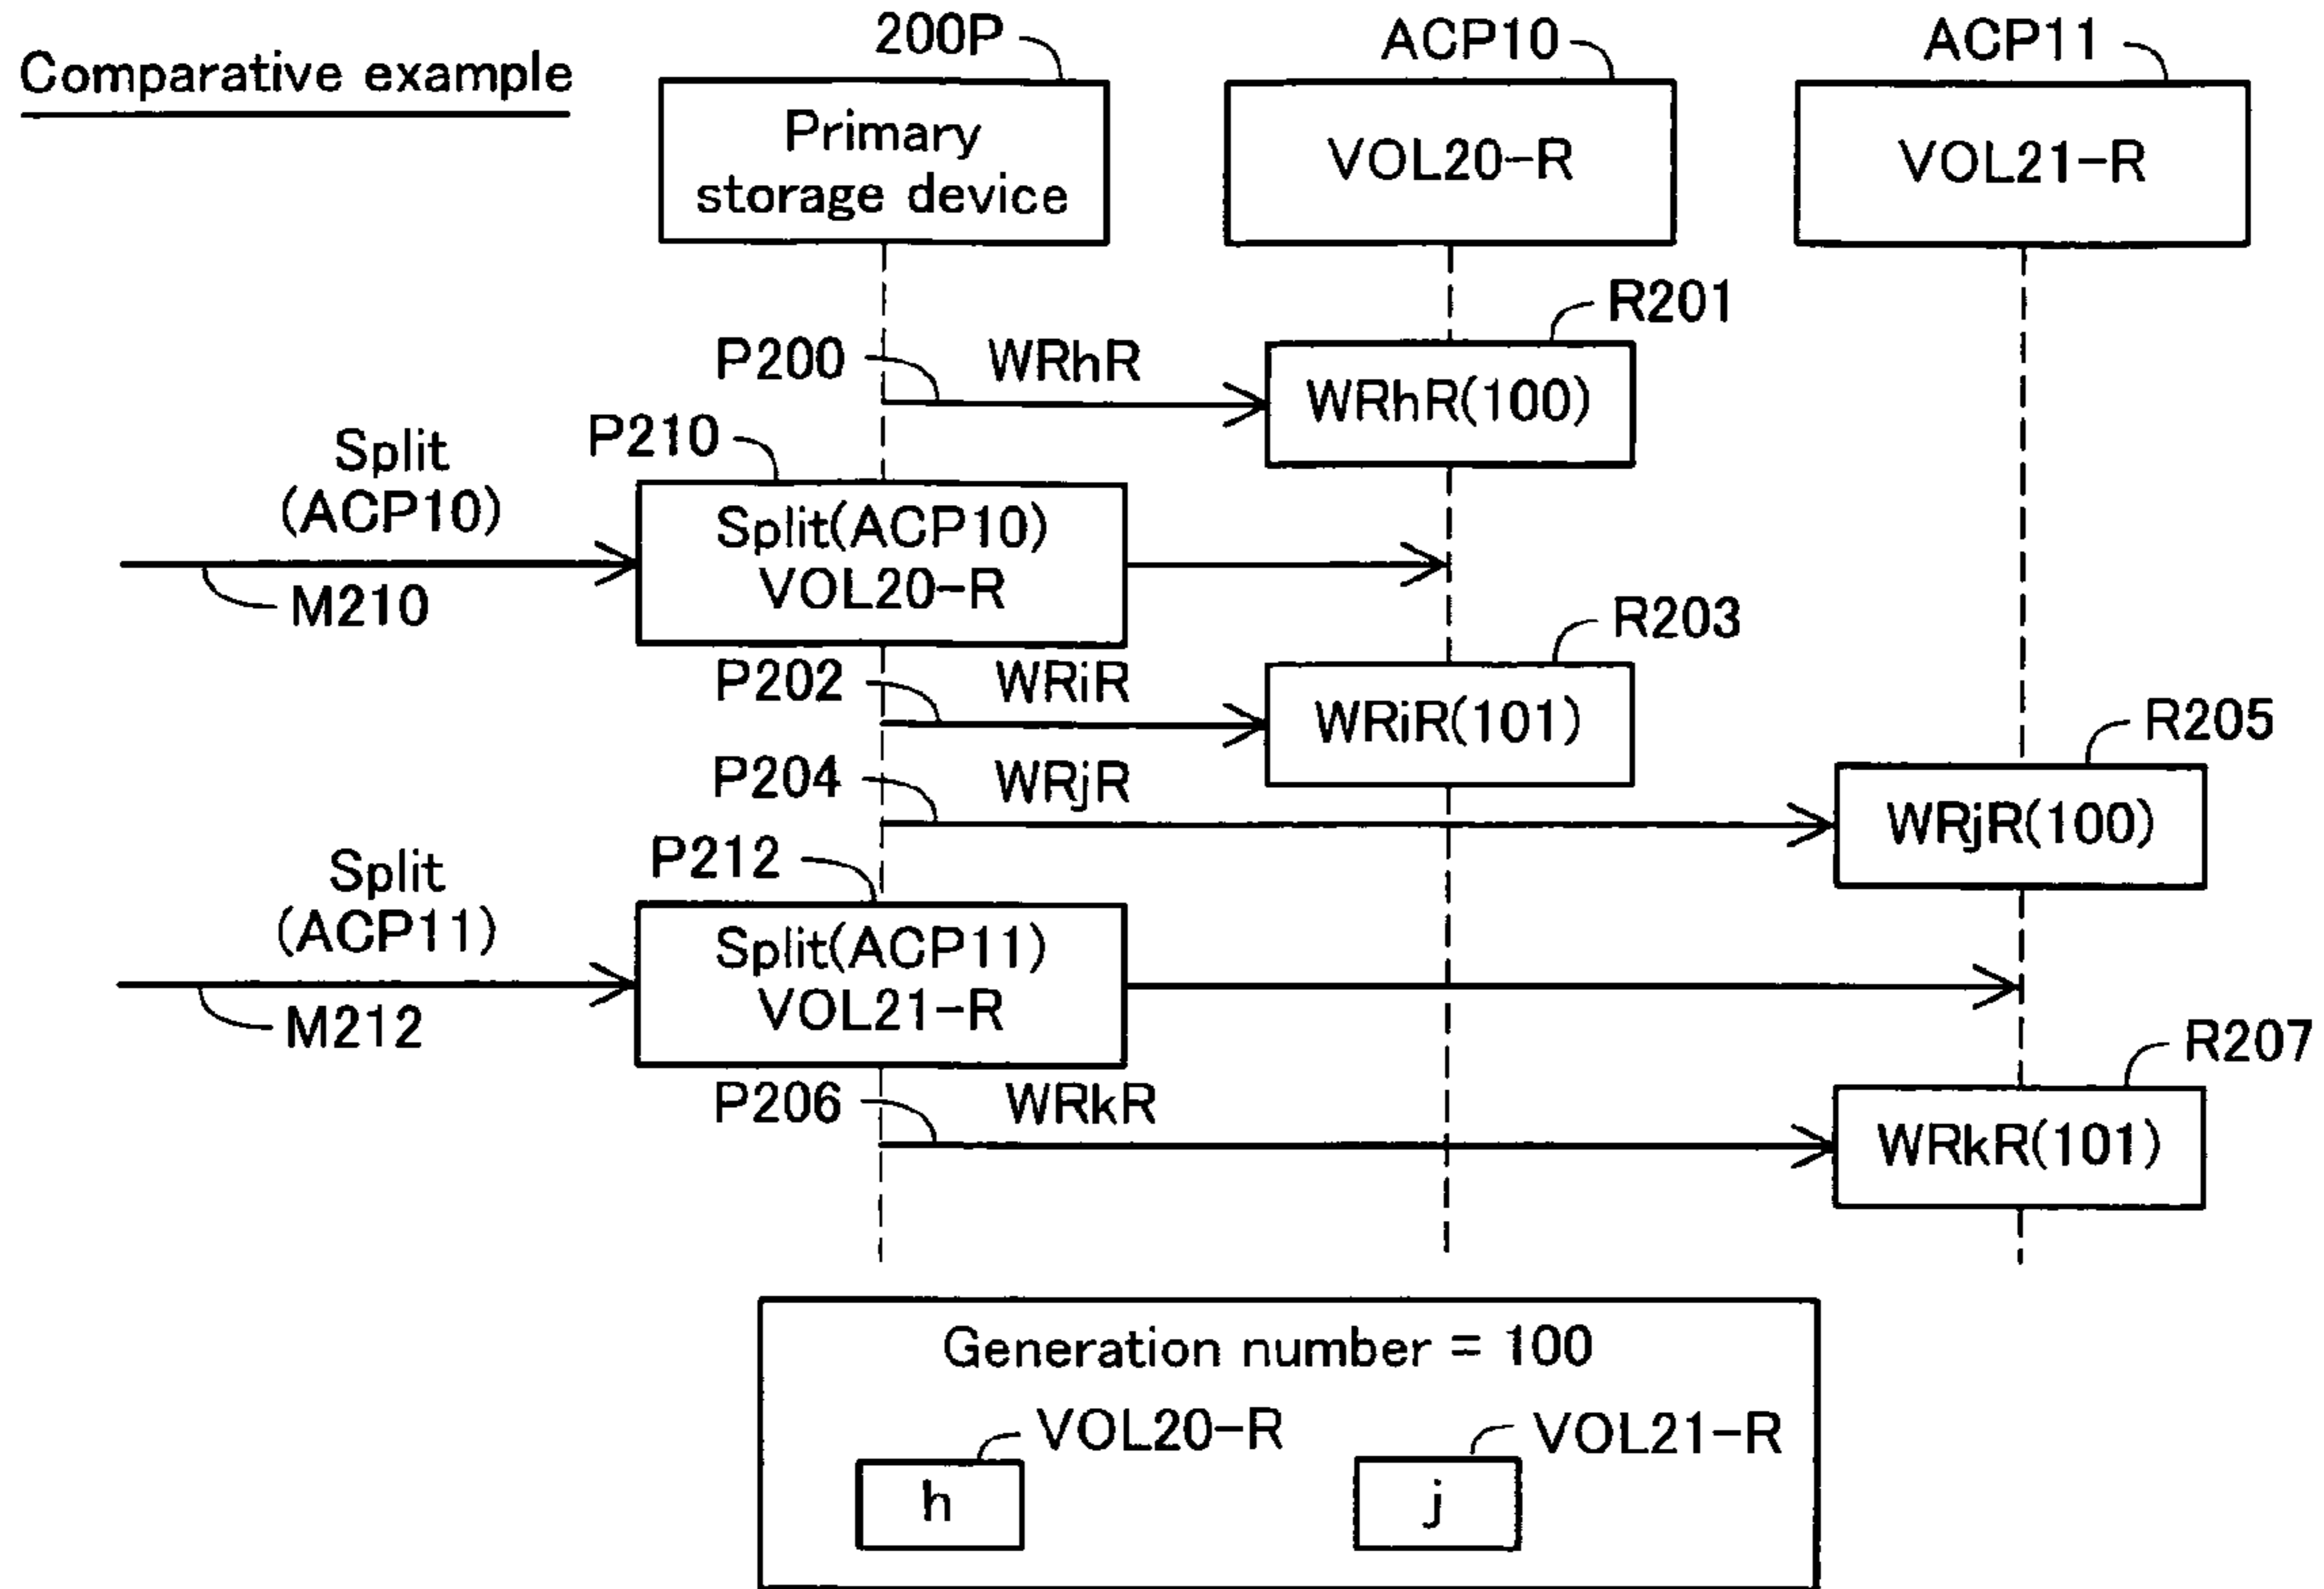 Comparative example
200P
ACP10
ACP11
Primary
storage device
VOL20-R
VOL21-R
R201
P200
WRhR
WRhR(100)
P210
Split
(ACP10)
M210
Split(ACP10)
VOL20-R
R203
P202
WRiR
WRiR(101)
R205
P204
WRjR
WRjR(100)
P212
Split
(ACP11)
M212
Split(ACP11)
VOL21-R
R207
P206
WRkR
WRkR(101)
Generation number = 100
VOL20-R
VOL21-R
h
j